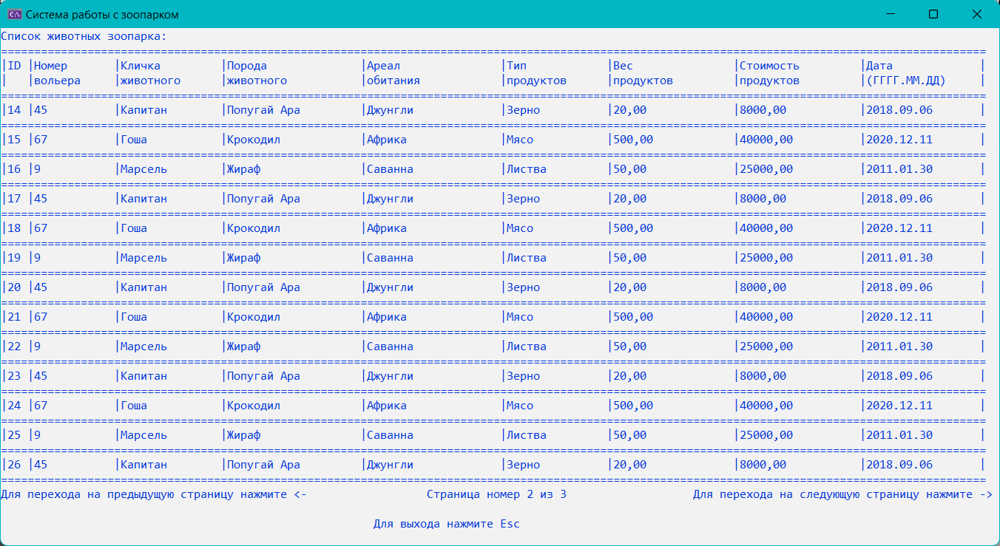 Система работы с зоопарком
Список животных зоопарка:
====================================================================================================================================================
|ID |Номер |Кличка |Порода |Ареал |Тип |Вес |Стоимость |Дата |
| |вольера |животного |животного |обитания |продуктов |продуктов |продуктов |(ГГГГ.ММ.ДД) |
====================================================================================================================================================
|14 |45 |Капитан |Попугай Ара |Джунгли |Зерно |20,00 |8000,00 |2018.09.06 |
====================================================================================================================================================
|15 |67 |Гоша |Крокодил |Африка |Мясо |500,00 |40000,00 |2020.12.11 |
====================================================================================================================================================
|16 |9 |Марсель |Жираф |Саванна |Листва |50,00 |25000,00 |2011.01.30 |
====================================================================================================================================================
|17 |45 |Капитан |Попугай Ара |Джунгли |Зерно |20,00 |8000,00 |2018.09.06 |
====================================================================================================================================================
|18 |67 |Гоша |Крокодил |Африка |Мясо |500,00 |40000,00 |2020.12.11 |
====================================================================================================================================================
|19 |9 |Марсель |Жираф |Саванна |Листва |50,00 |25000,00 |2011.01.30 |
====================================================================================================================================================
|20 |45 |Капитан |Попугай Ара |Джунгли |Зерно |20,00 |8000,00 |2018.09.06 |
====================================================================================================================================================
|21 |67 |Гоша |Крокодил |Африка |Мясо |500,00 |40000,00 |2020.12.11 |
====================================================================================================================================================
|22 |9 |Марсель |Жираф |Саванна |Листва |50,00 |25000,00 |2011.01.30 |
====================================================================================================================================================
|23 |45 |Капитан |Попугай Ара |Джунгли |Зерно |20,00 |8000,00 |2018.09.06 |
====================================================================================================================================================
|24 |67 |Гоша |Крокодил |Африка |Мясо |500,00 |40000,00 |2020.12.11 |
====================================================================================================================================================
|25 |9 |Марсель |Жираф |Саванна |Листва |50,00 |25000,00 |2011.01.30 |
====================================================================================================================================================
|26 |45 |Капитан |Попугай Ара |Джунгли |Зерно |20,00 |8000,00 |2018.09.06 |
====================================================================================================================================================
Для перехода на предыдущую страницу нажмите <- Страница номер 2 из 3 Для перехода на следующую страницу нажмите ->
Для выхода нажмите Esc